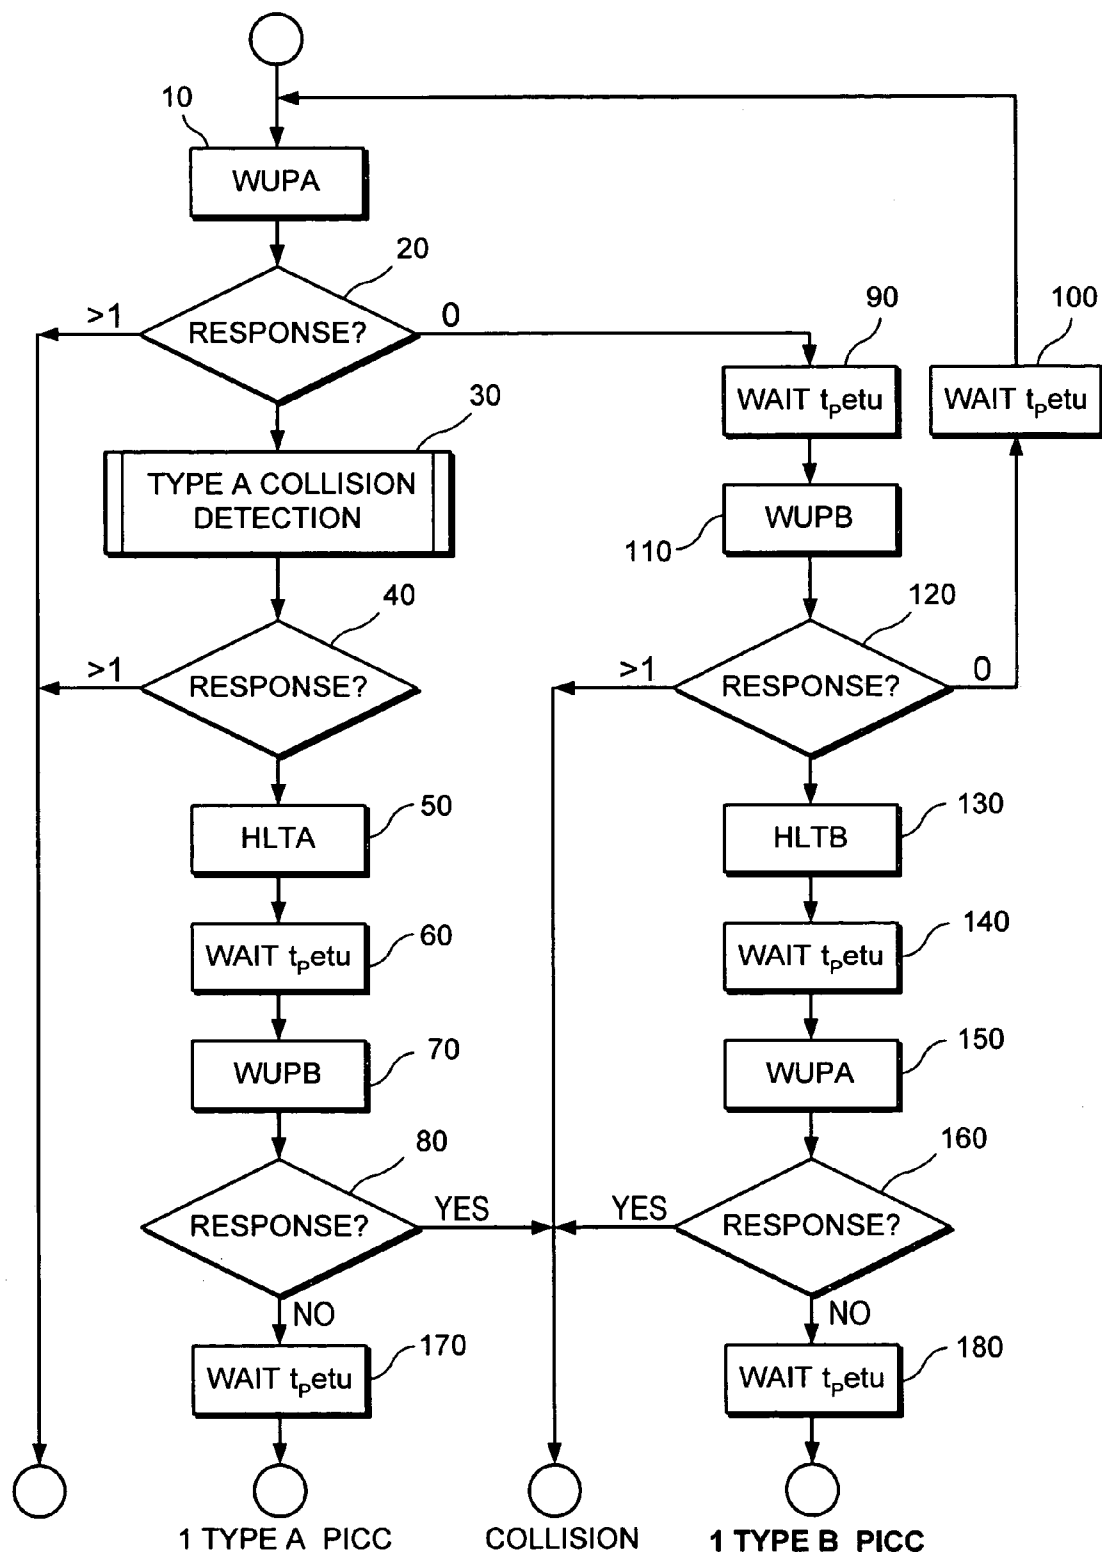 10
WUPA
20
>1
RESPONSE?
0
90
100
WAIT tₚetu
WAIT tₚetu
30
TYPE A COLLISION
DETECTION
WUPB
110
40
120
>1
RESPONSE?
>1
RESPONSE?
0
50
HLTA
130
HLTB
60
WAIT tₚetu
140
WAIT tₚetu
70
WUPB
150
WUPA
80
160
RESPONSE?
YES
YES
RESPONSE?
NO
NO
170
WAIT tₚetu
180
WAIT tₚetu
1 TYPE A PICC
COLLISION
1 TYPE B PICC